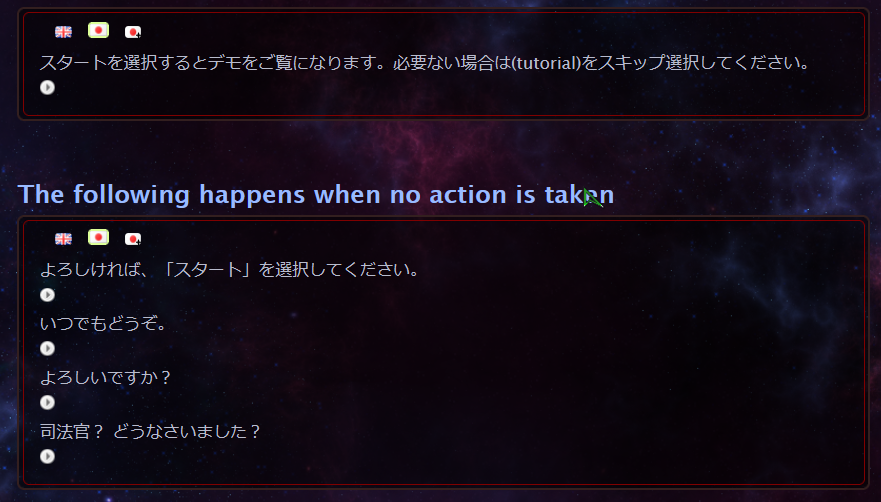 スタートを選択するとデモをご覧になります。必要ない場合は(tutorial)をスキップ選択してください。
The following happens when no action is taken
よろしければ、「スタート」を選択してください。
いつでもどうぞ。
よろしいですか？
司法官？ どうなさいました？